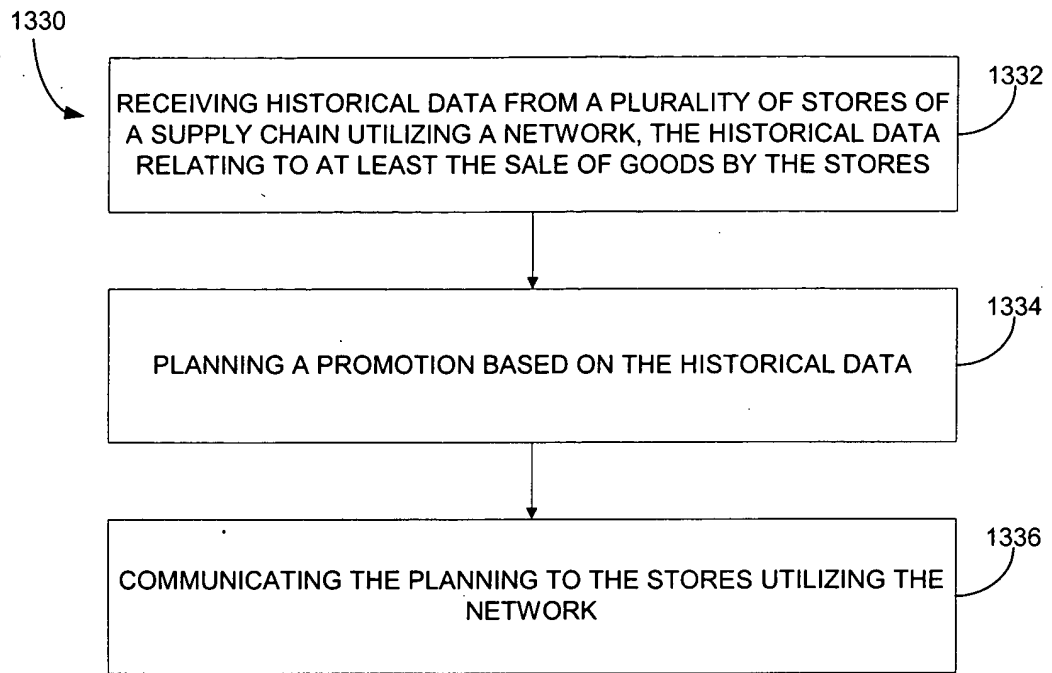 1330
1332
RECEIVING HISTORICAL DATA FROM A PLURALITY OF STORES OF
A SUPPLY CHAIN UTILIZING A NETWORK, THE HISTORICAL DATA
RELATING TO AT LEAST THE SALE OF GOODS BY THE STORES
1334
PLANNING A PROMOTION BASED ON THE HISTORICAL DATA
1336
COMMUNICATING THE PLANNING TO THE STORES UTILIZING THE
NETWORK